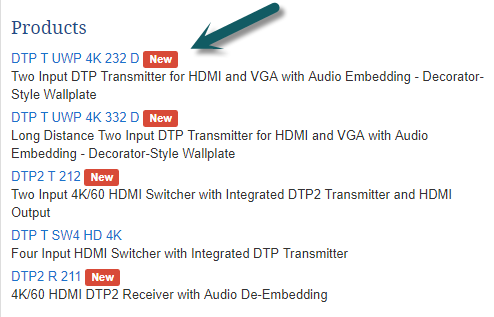 Products
DTP T UWP 4K 232 D New
Two Input DTP Transmitter for HDMI and VGA with Audio Embedding - Decorator-
Style Wallplate
DTP T UWP 4K 332 D New
Long Distance Two Input DTP Transmitter for HDMI and VGA with Audio
Embedding - Decorator-Style Wallplate
DTP2 T 212 New
Two Input 4K/60 HDMI Switcher with Integrated DTP2 Transmitter and HDMI
Output
DTP T SW4 HD 4K
Four Input HDMI Switcher with Integrated DTP Transmitter
DTP2 R 211 New
4K/60 HDMI DTP2 Receiver with Audio De-Embedding